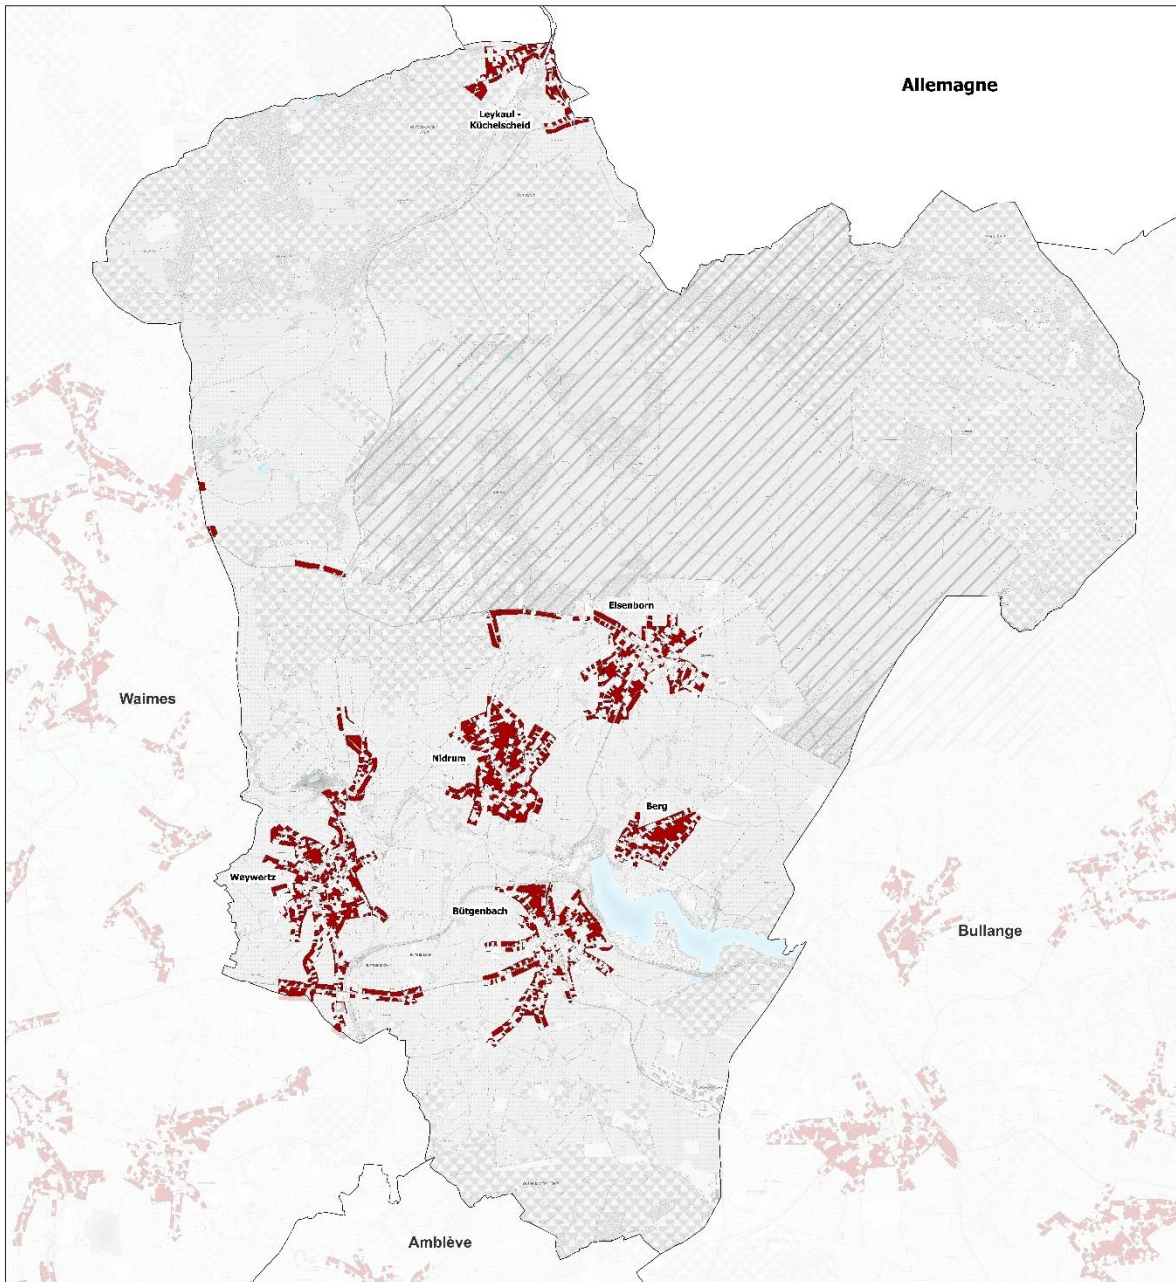 Allemagne
Leykaul -
Küchelscheid
Elsenborn
Waimes
Nidrum
Berg
Weywertz
Bütgenbach
Bullange
Amblève